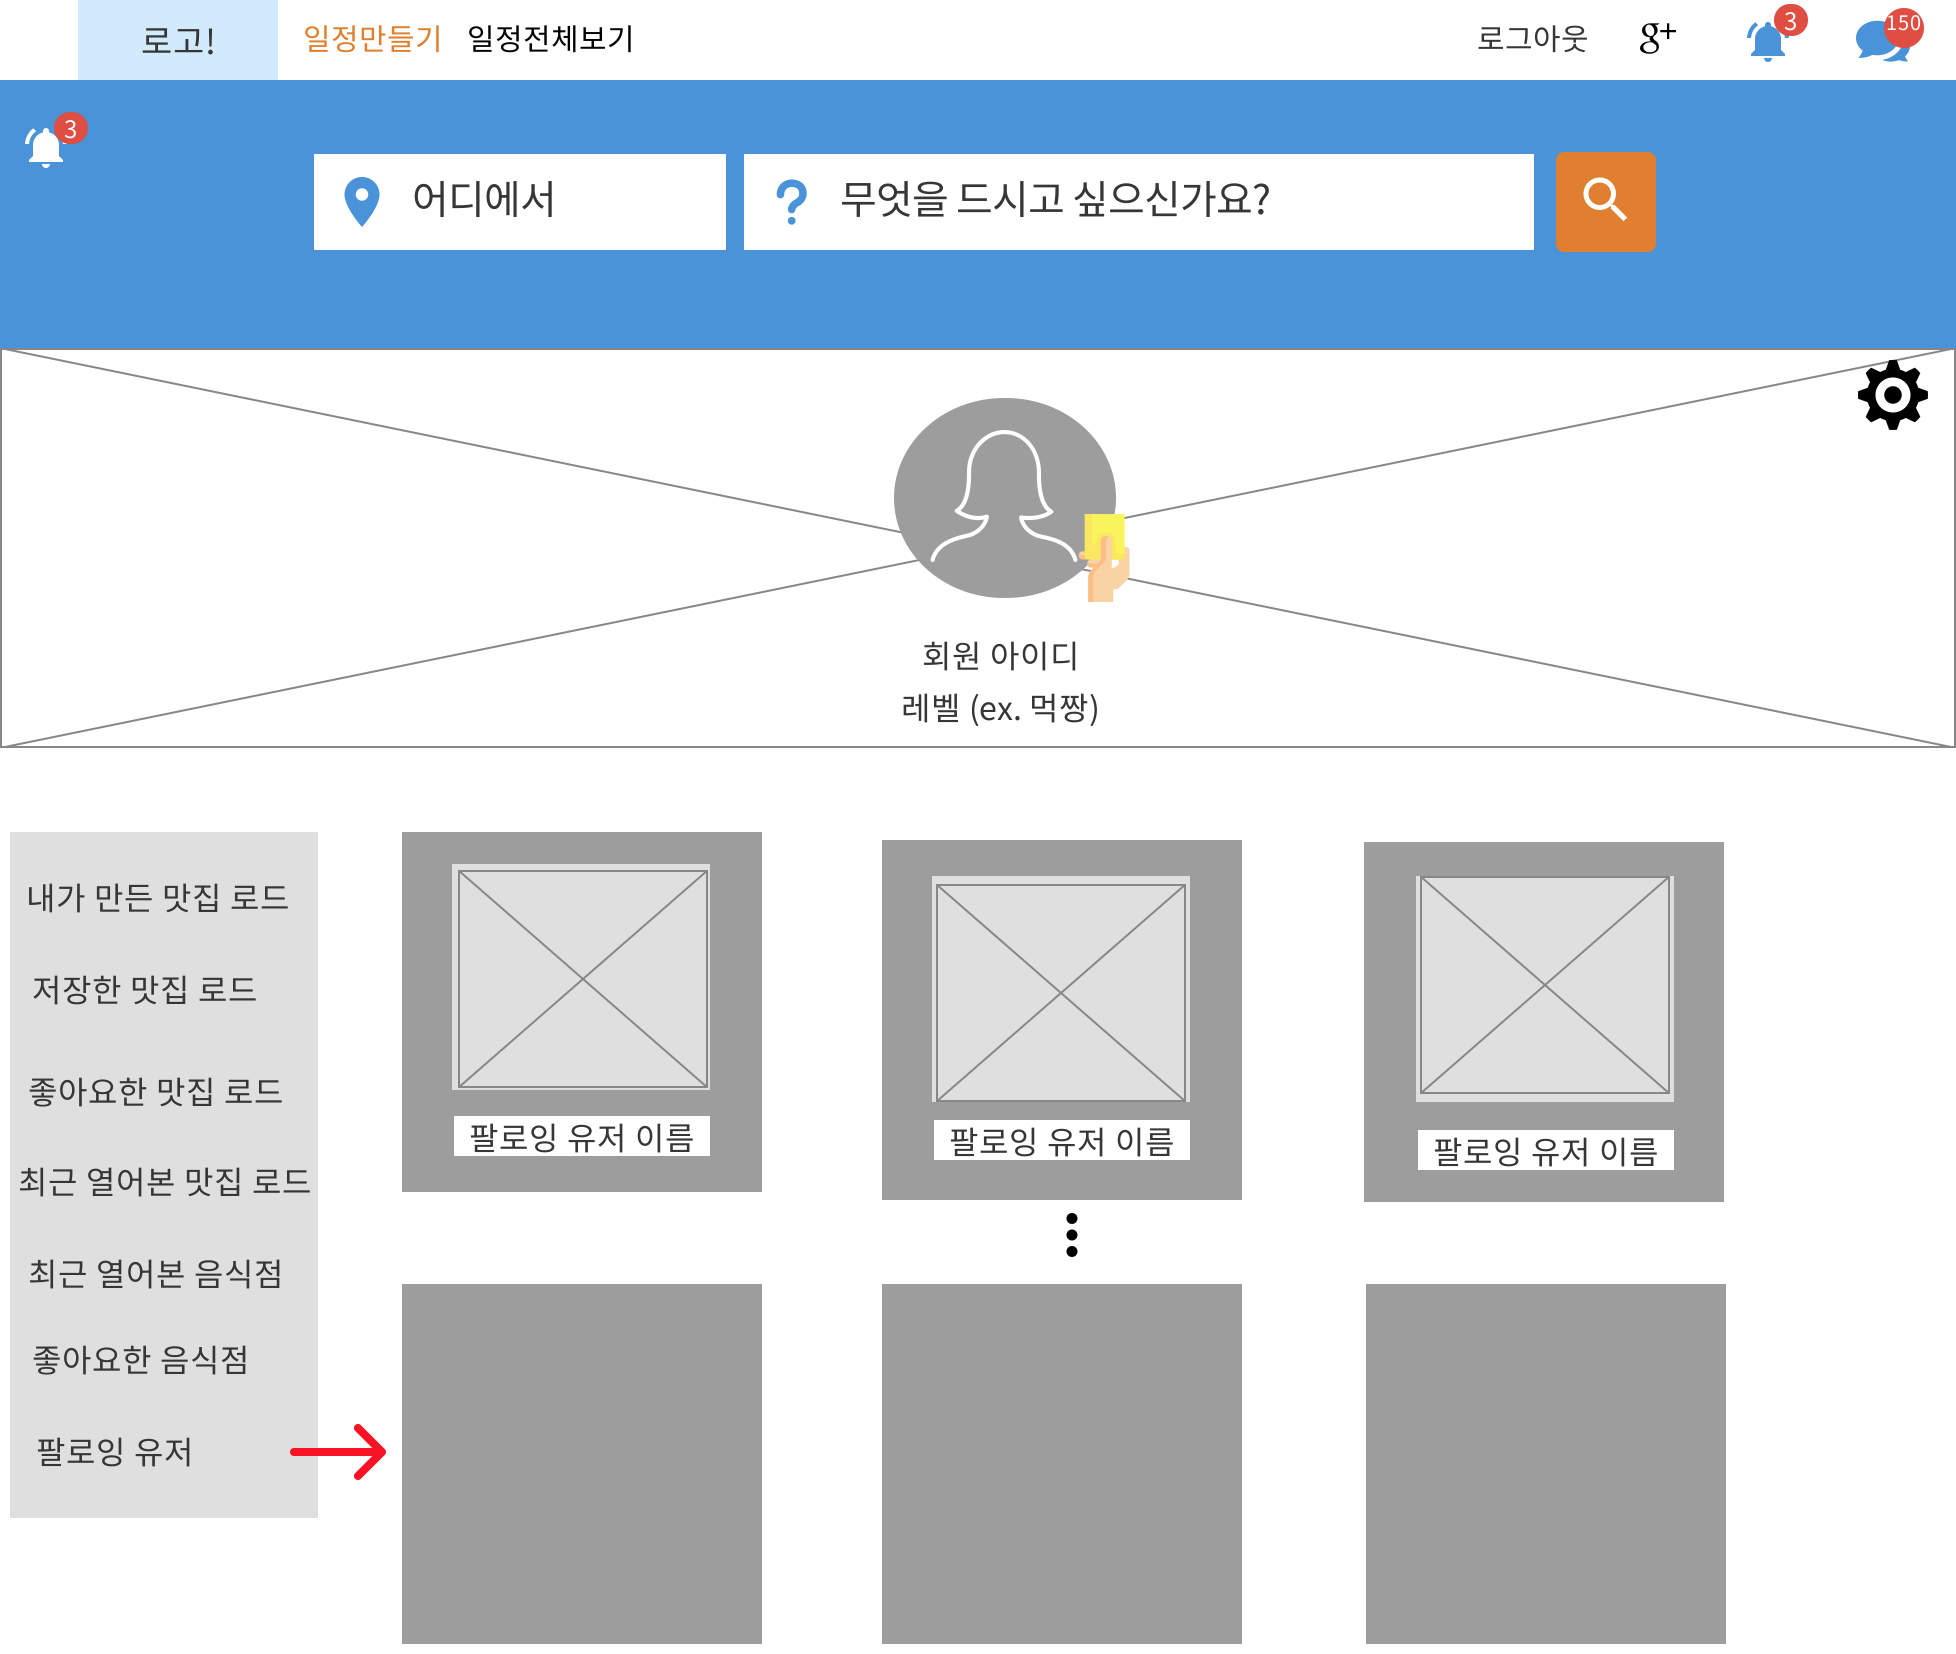 로고!
일정만들기 일정전체보기
로그아웃
g+
3
150
3
어디에서
무엇을 드시고 싶으신가요?
회원 아이디
레벨 (ex. 먹짱)
내가 만든 맛집 로드
저장한 맛집 로드
좋아요한 맛집 로드
최근 열어본 맛집 로드
최근 열어본 음식점
좋아요한 음식점
팔로잉 유저
팔로잉 유저 이름
팔로잉 유저 이름
팔로잉 유저 이름